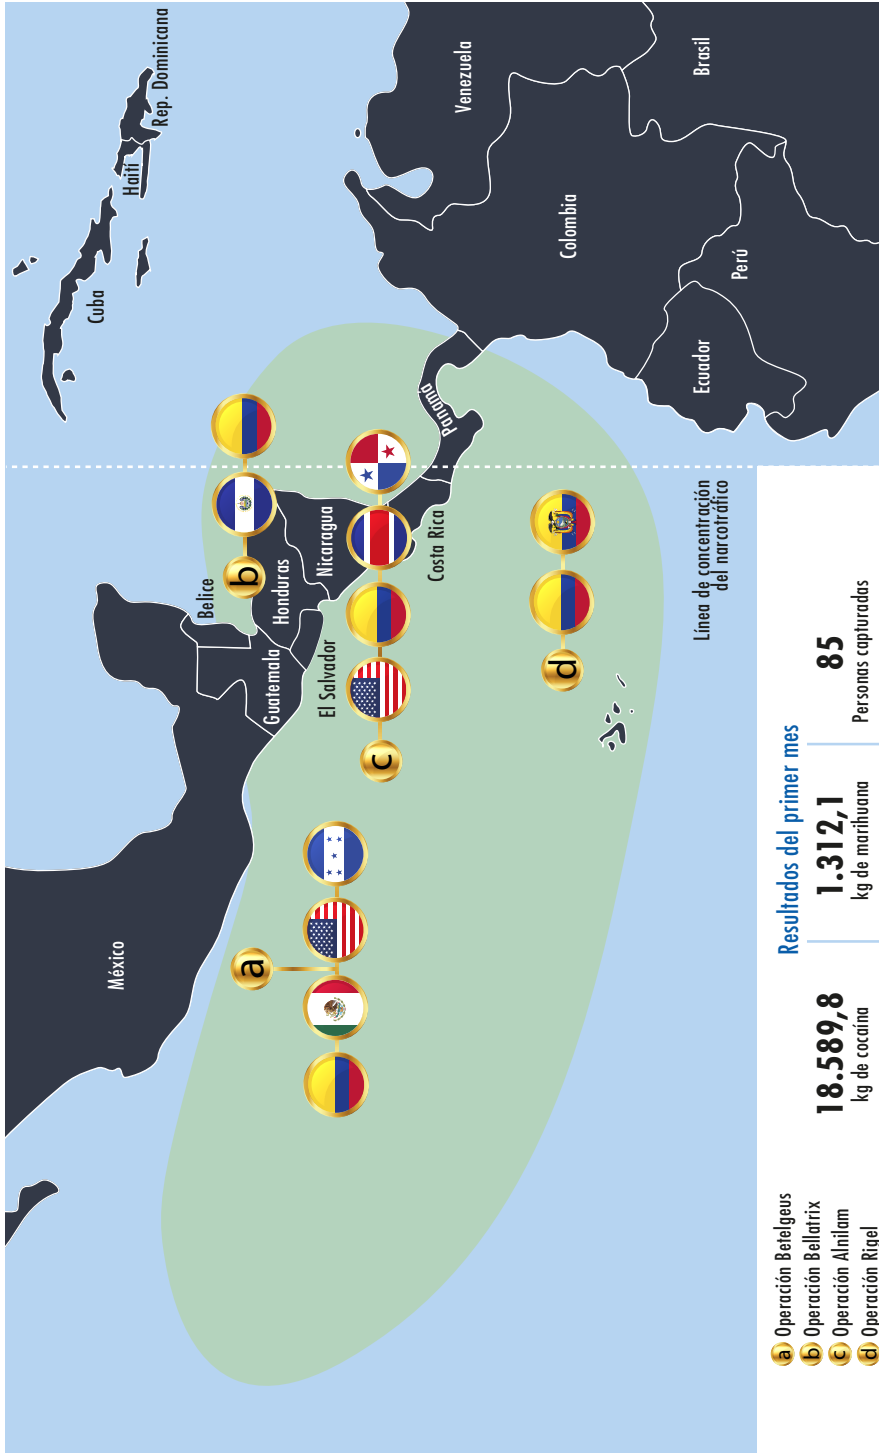 Cuba
Haití
Rep. Dominicana
México
Belice
Guatemala
Honduras
El Salvador
Nicaragua
Costa Rica
Panama
Venezuela
Colombia
Brasil
Ecuador
Perú
a
b
c
d
Línea de concentración
del narcotráfico
a Operación Betelgeus
b Operación Bellatrix
c Operación Alnilam
d Operación Rigel
Resultados del primer mes
18.589,8
kg de cocaína
1.312,1
kg de marihuana
85
Personas capturadas